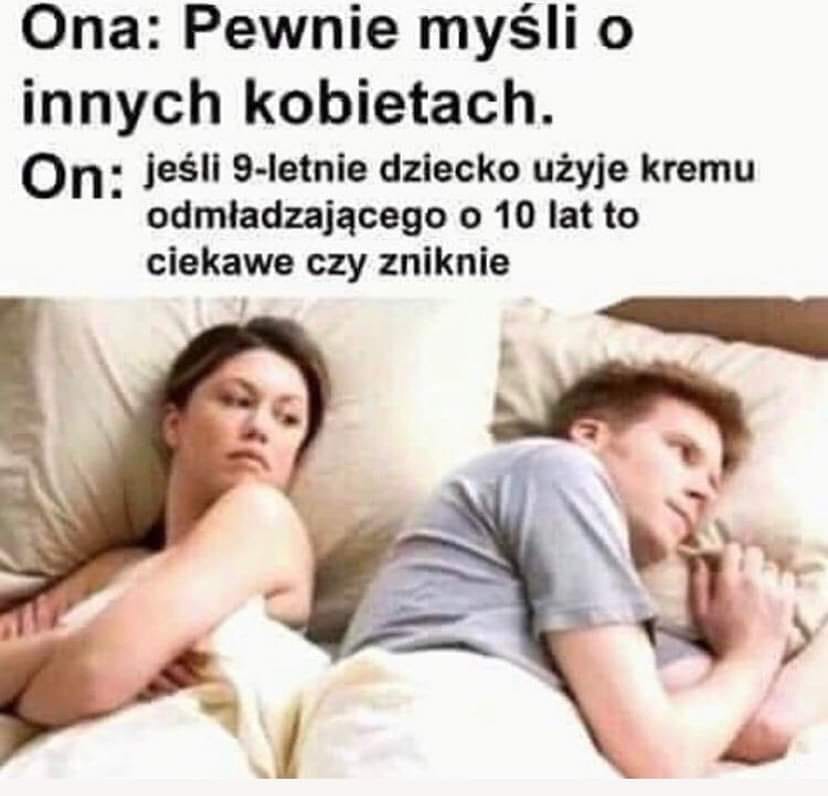 Ona: Pewnie myśli o
innych kobietach.
On: jeśli 9-letnie dziecko użyje kremu
odmładzającego o 10 lat to
ciekawe czy zniknie